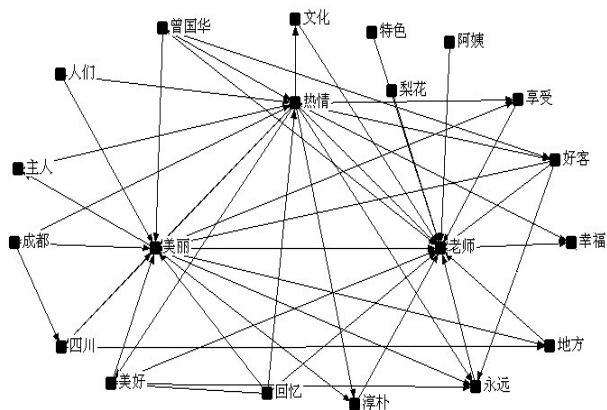 文化
曾国华
特色
阿姨
人们
梨花
热情
享受
好客
主人
成都
美丽
老师
幸福
四川
地方
美好
回忆
永远
淳朴